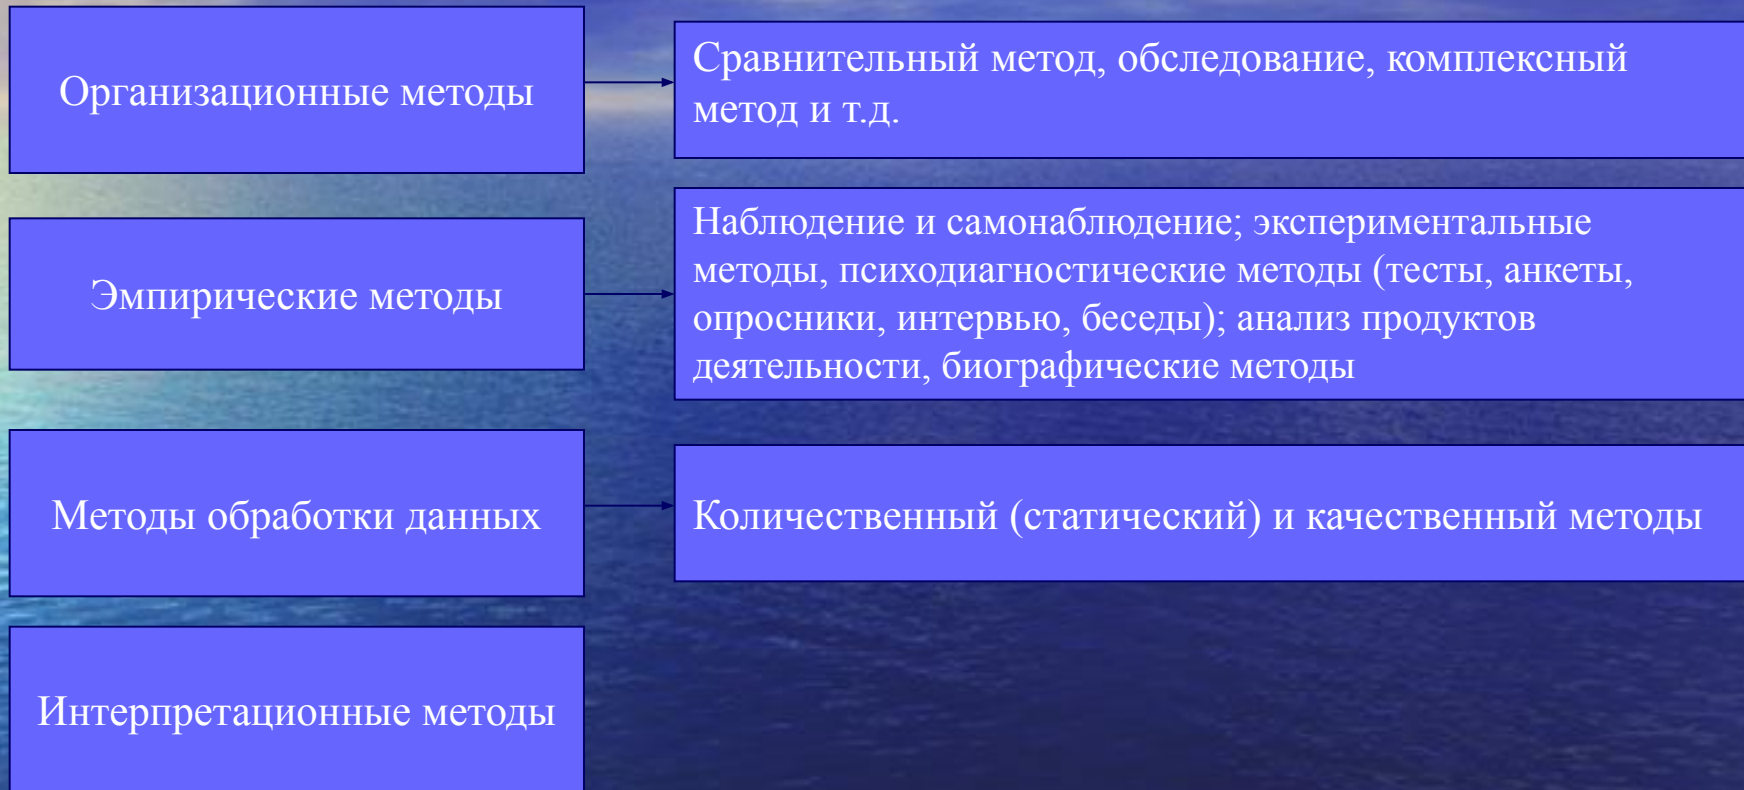 Организационные методы
Сравнительный метод, обследование, комплексный
метод и т.д.
Эмпирические методы
Наблюдение и самонаблюдение; экспериментальные
методы, психодиагностические методы (тесты, анкеты,
опросники, интервью, беседы); анализ продуктов
деятельности, биографические методы
Методы обработки данных
Количественный (статический) и качественный методы
Интерпретационные методы